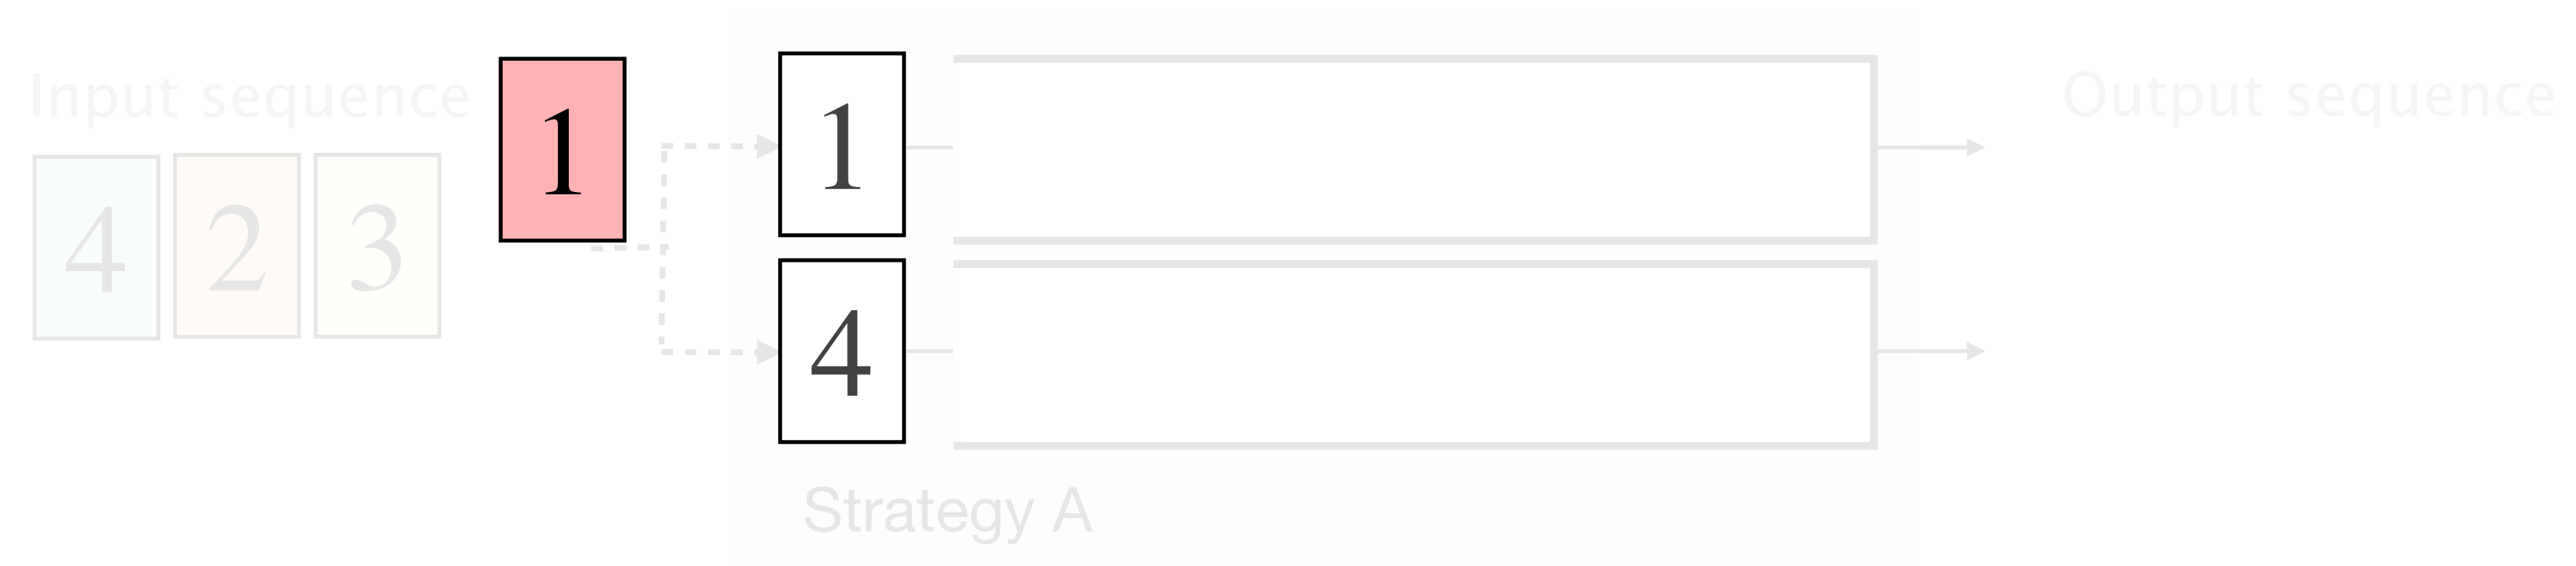 Input sequence
Output sequence
1
1
4 2 3
4
Strategy A